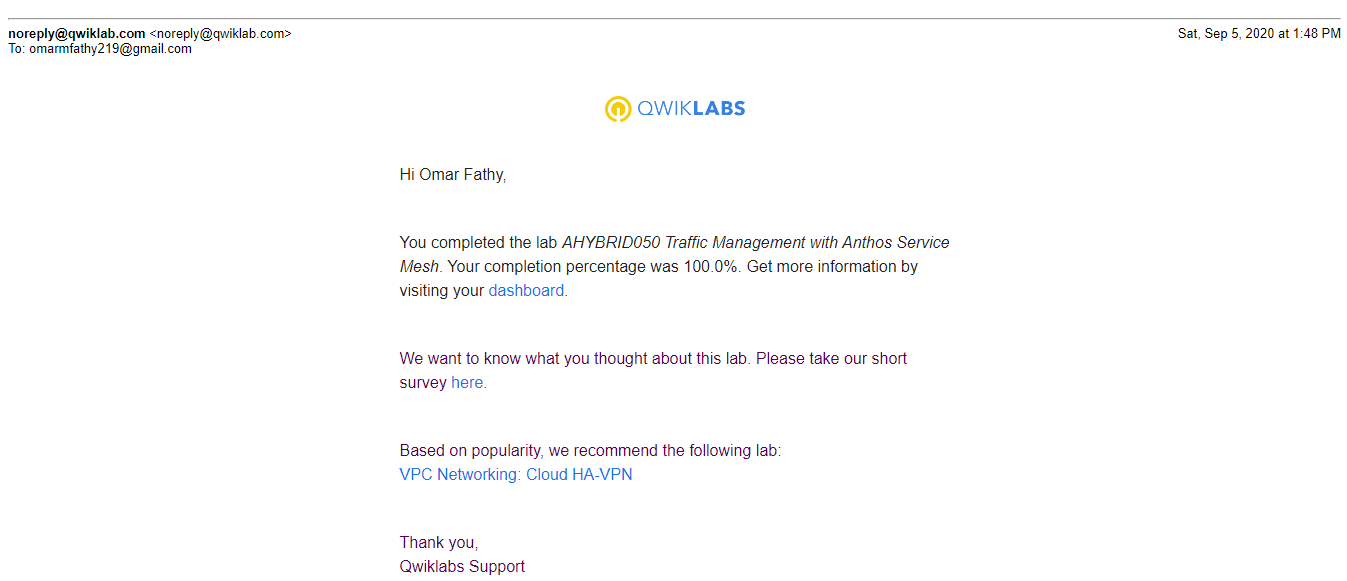 noreply@qwiklab.com <noreply@qwiklab.com> Sat, Sep 5, 2020 at 1:48 PM
To: omarmfathy219@gmail.com
QWIKLABS
Hi Omar Fathy,
You completed the lab AHYBRID050 Traffic Management with Anthos Service
Mesh. Your completion percentage was 100.0%. Get more information by
visiting your dashboard.
We want to know what you thought about this lab. Please take our short
survey here.
Based on popularity, we recommend the following lab:
VPC Networking: Cloud HA-VPN
Thank you,
Qwiklabs Support